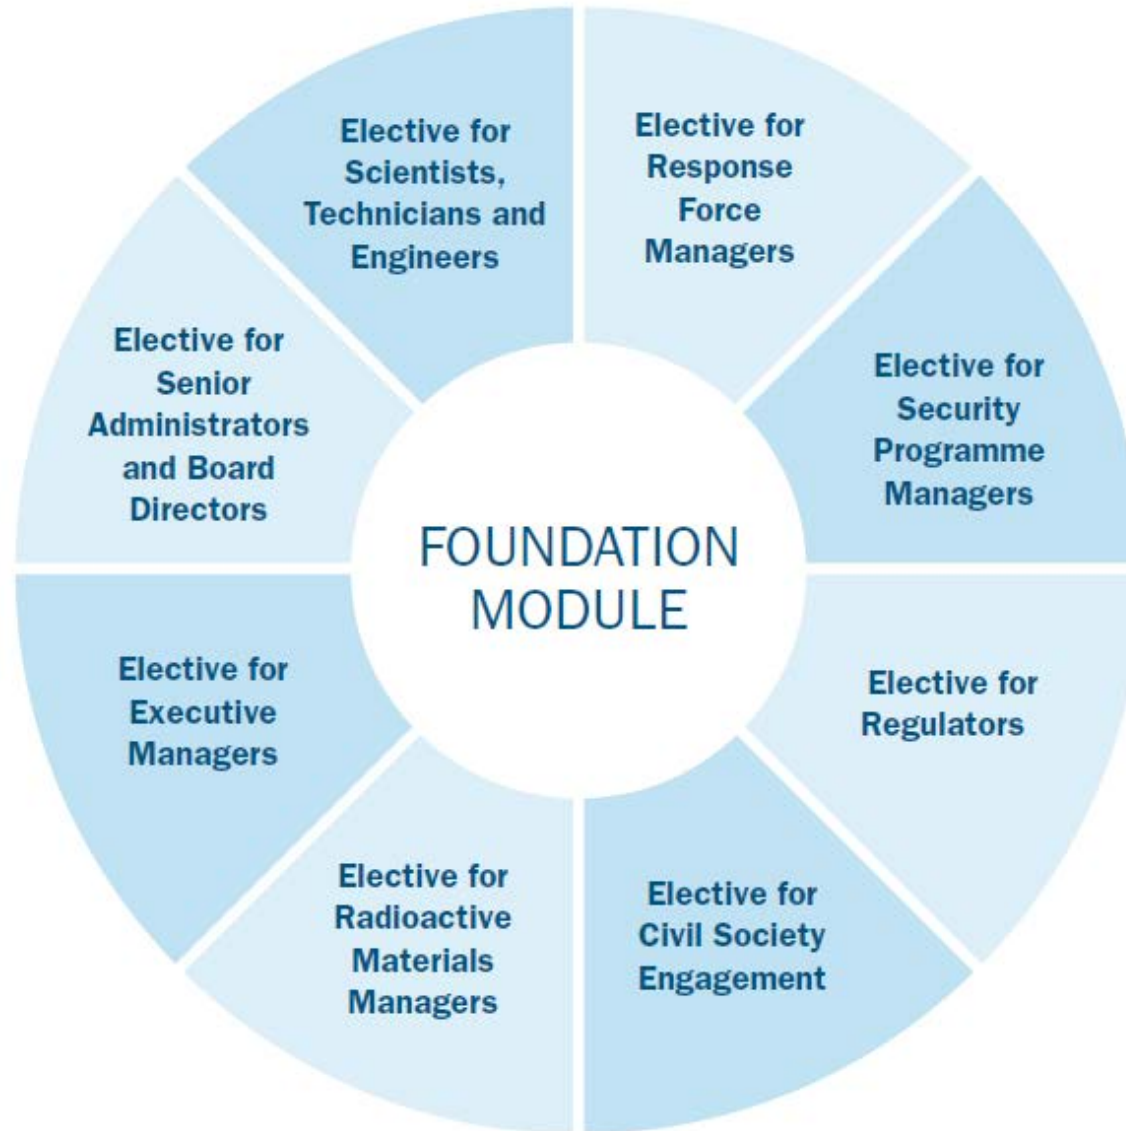 Elective for
Scientists,
Technicians and
Engineers
Elective for
Response
Force
Managers
Elective for
Senior
Administrators
and Board
Directors
Elective for
Security
Programme
Managers
FOUNDATION
MODULE
Elective for
Executive
Managers
Elective for
Regulators
Elective for
Radioactive
Materials
Managers
Elective for
Civil Society
Engagement